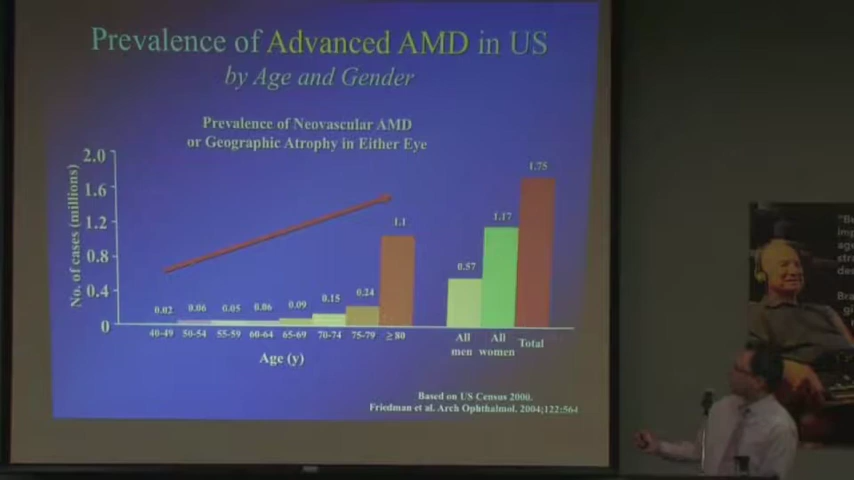 Prevalence of Advanced AMD in US
by Age and Gender
Prevalence of Neovascular AMD
or Geographic Atrophy in Either Eye
No. of cases (millions)
2.0
1.6
1.2
0.8
0.4
0
0.02 0.06 0.05 0.06 0.09 0.15 0.24 1.1 0.57 1.17 1.75
40-49 50-54 55-59 60-64 65-69 70-74 75-79 ≥80
All men All women Total
Age (y)
Based on US Census 2000.
Friedman et al. Arch Ophthalmol. 2004;122:564